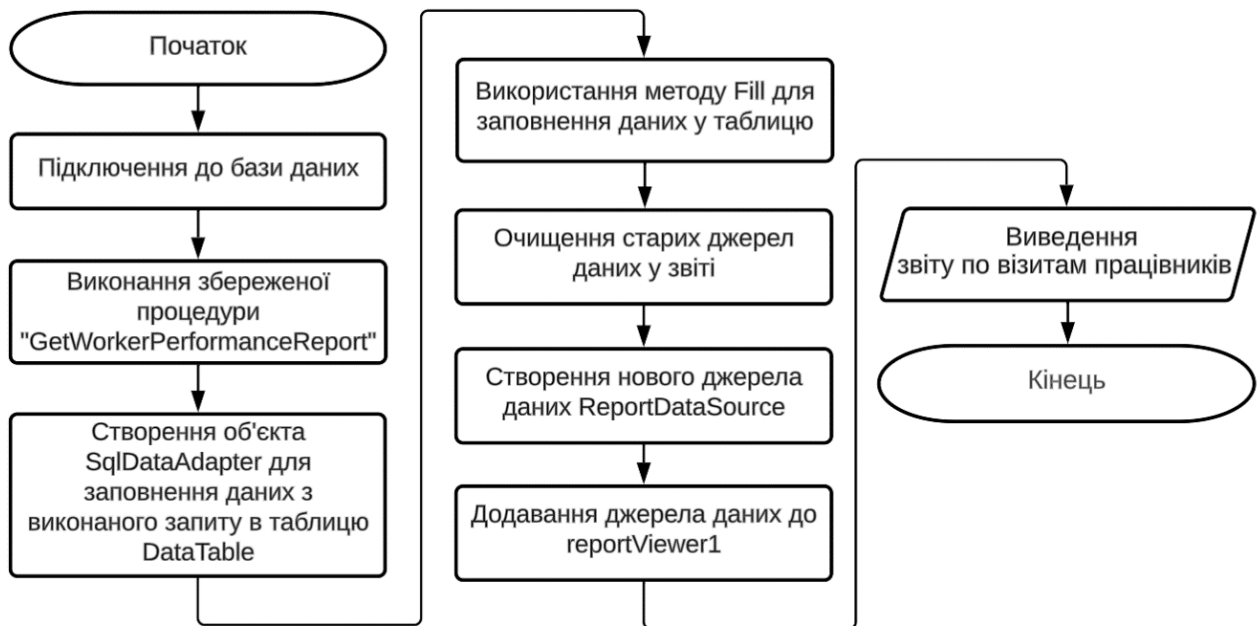 Початок
Підключення до бази даних
Виконання збереженої
процедури
"GetWorkerPerformanceReport"
Створення об'єкта
SqlDataAdapter для
заповнення даних з
виконаного запиту в таблицю
DataTable
Використання методу Fill для
заповнення даних у таблицю
Очищення старих джерел
даних у звіті
Створення нового джерела
даних ReportDataSource
Додавання джерела даних до
reportViewer1
Виведення
звіту по візитам працівників
Кінець